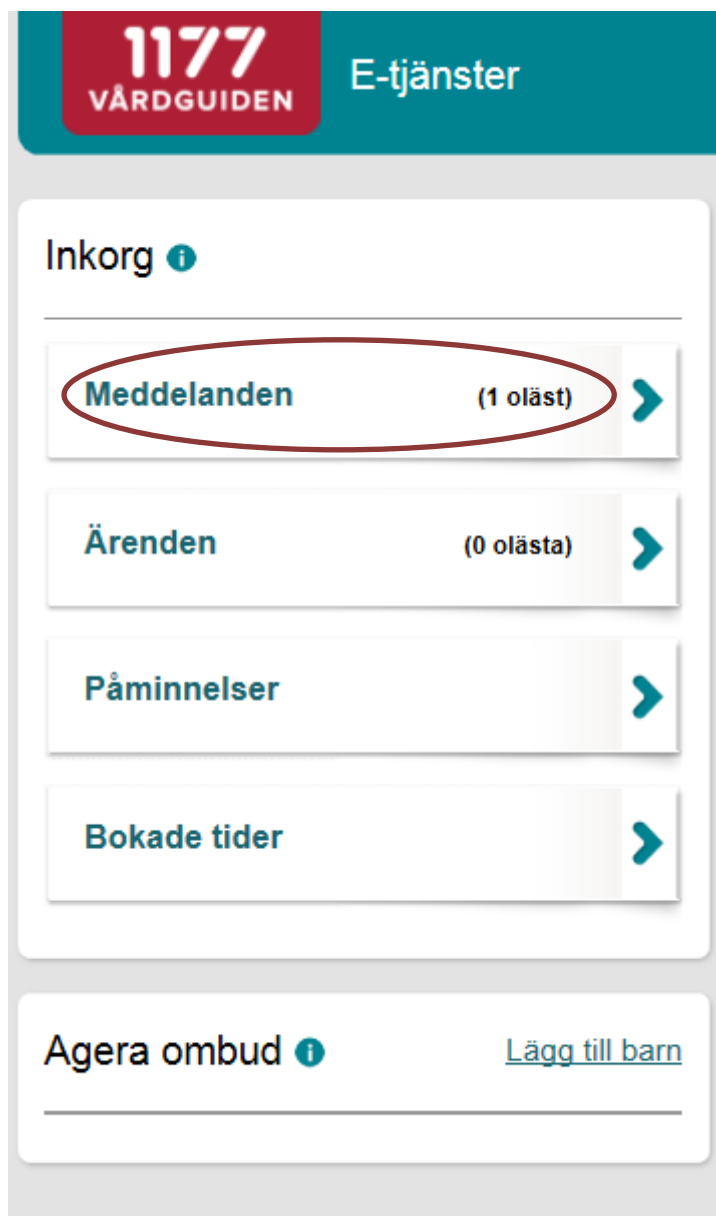 1177
VÅRDGUIDEN
E-tjänster
Inkorg
Meddelanden (1 oläst)
Ärenden (0 olästa)
Påminnelser
Bokade tider
Agera ombud Lägg till barn